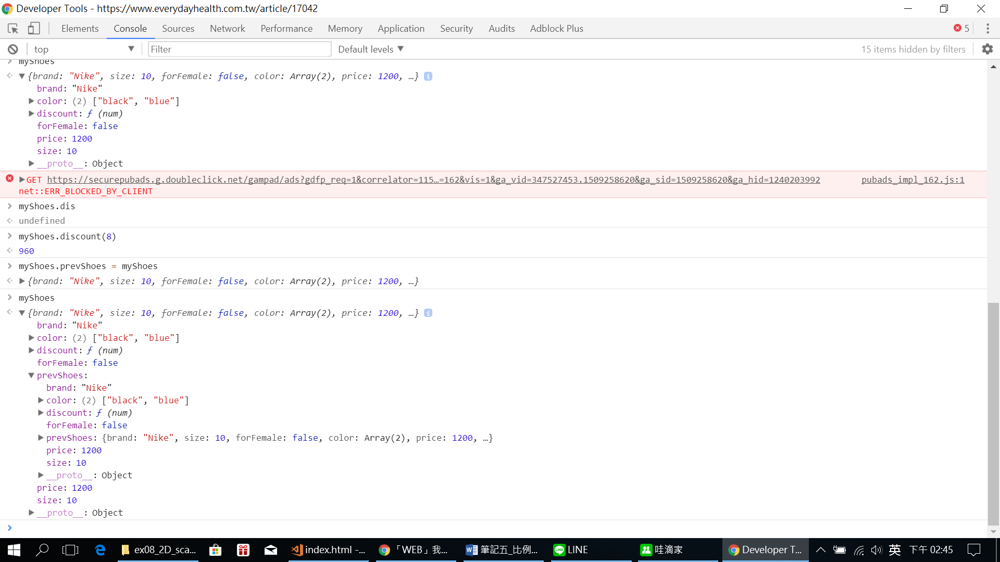 Developer Tools - https://www.everydayhealth.com.tw/article/17042
Elements Console Sources Network Performance Memory Application Security Audits Adblock Plus 5
top Filter Default levels 15 items hidden by filters
myShoes
{brand: "Nike", size: 10, forFemale: false, color: Array(2), price: 1200, …}
brand: "Nike"
color: (2) ["black", "blue"]
discount: ƒ (num)
forFemale: false
price: 1200
size: 10
__proto__: Object
GET https://securepubads.g.doubleclick.net/gampad/ads?gdfp_req=1&correlator=115…=162&vis=1&ga_vid=347527453.1509258620&ga_sid=1509258620&ga_hid=1240203992 pubads_impl_162.js:1
net::ERR_BLOCKED_BY_CLIENT
myShoes.dis
undefined
myShoes.discount(8)
960
myShoes.prevShoes = myShoes
{brand: "Nike", size: 10, forFemale: false, color: Array(2), price: 1200, …}
myShoes
{brand: "Nike", size: 10, forFemale: false, color: Array(2), price: 1200, …}
brand: "Nike"
color: (2) ["black", "blue"]
discount: ƒ (num)
forFemale: false
prevShoes:
brand: "Nike"
color: (2) ["black", "blue"]
discount: ƒ (num)
forFemale: false
prevShoes: {brand: "Nike", size: 10, forFemale: false, color: Array(2), price: 1200, …}
price: 1200
size: 10
__proto__: Object
price: 1200
size: 10
__proto__: Object
ex08_2D_sca... index.html -... 「WEB」我... 筆記五_比例... LINE 哇滴家 Developer T... 英 下午 02:45